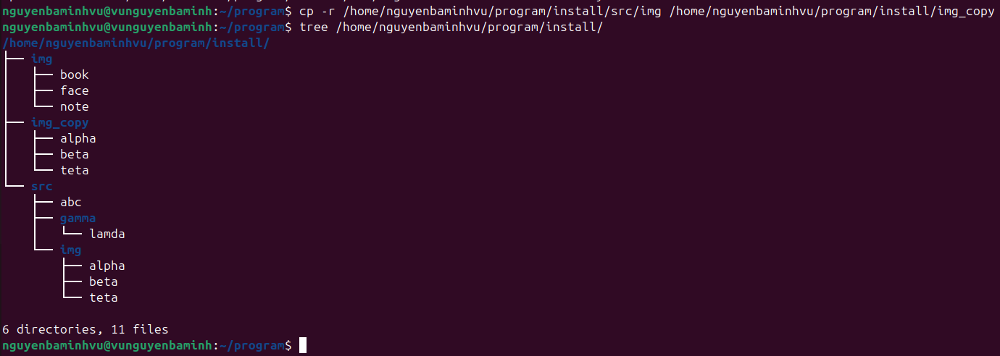 nguyenbaminhvu@vunguyenbaminh:~/program$ cp -r /home/nguyenbaminhvu/program/install/src/img /home/nguyenbaminhvu/program/install/img_copy
nguyenbaminhvu@vunguyenbaminh:~/program$ tree /home/nguyenbaminhvu/program/install/
/home/nguyenbaminhvu/program/install/
├── img
│   ├── book
│   ├── face
│   └── note
├── img_copy
│   ├── alpha
│   ├── beta
│   └── teta
└── src
    ├── abc
    ├── gamma
    │   └── lamda
    └── img
        ├── alpha
        ├── beta
        └── teta
6 directories, 11 files
nguyenbaminhvu@vunguyenbaminh:~/program$